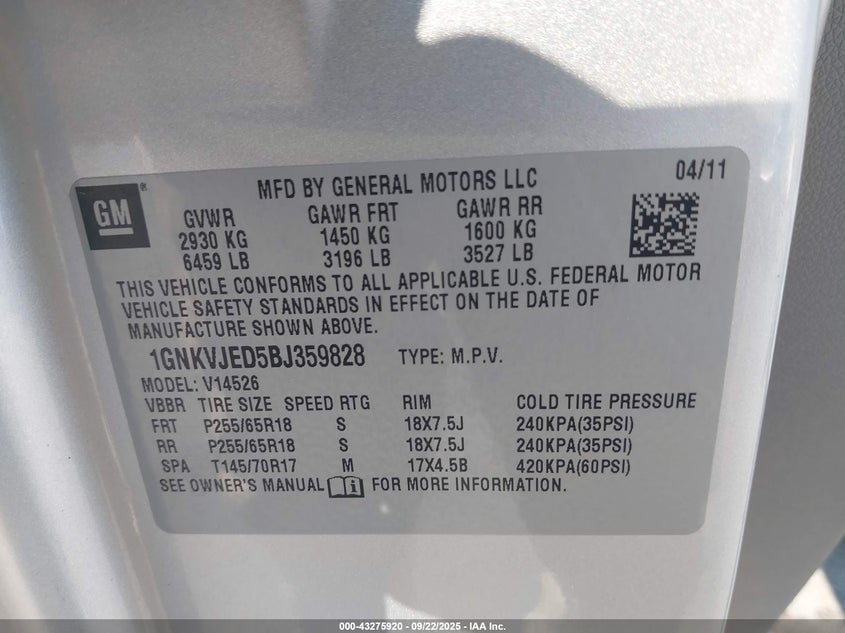 GM
®
MFD BY GENERAL MOTORS LLC
04/11
GVWR GAWR FRT GAWR RR
2930 KG 1450 KG 1600 KG
6459 LB 3196 LB 3527 LB
THIS VEHICLE CONFORMS TO ALL APPLICABLE U.S. FEDERAL MOTOR
VEHICLE SAFETY STANDARDS IN EFFECT ON THE DATE OF
MANUFACTURE SHOWN ABOVE.
1GNKVJED5BJ359828 TYPE: M.P.V.
MODEL: V14526
VBBR TIRE SIZE SPEED RTG RIM COLD TIRE PRESSURE
FRT P255/65R18 S 18X7.5J 240KPA(35PSI)
RR P255/65R18 S 18X7.5J 240KPA(35PSI)
SPA T145/70R17 M 17X4.5B 420KPA(60PSI)
SEE OWNER'S MANUAL i FOR MORE INFORMATION.
000-43275920 - 09/22/2025 - IAA Inc.